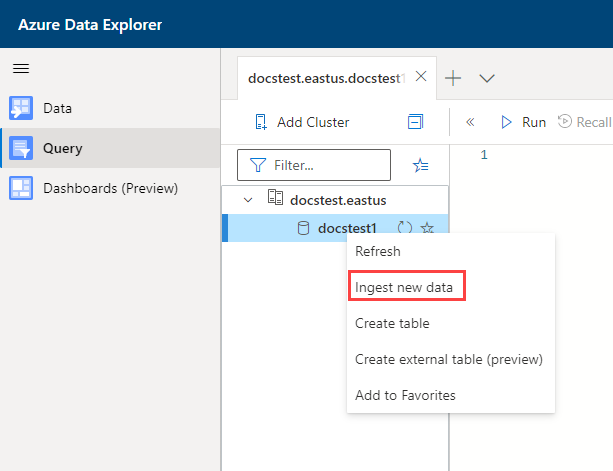 Azure Data Explorer
Data
Query
Dashboards (Preview)
docstest.eastus.docstest1
Add Cluster
Run
Recall
Filter...
1
docstest.eastus
docstest1
Refresh
Ingest new data
Create table
Create external table (preview)
Add to Favorites